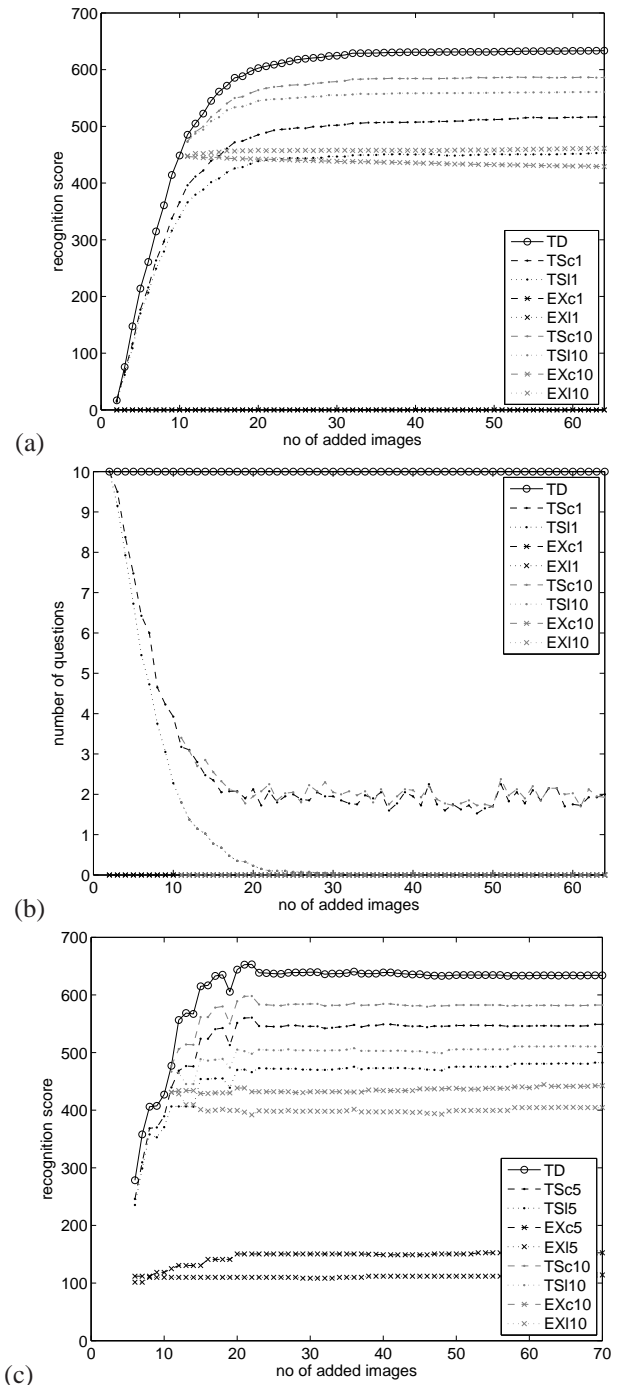 700
600
500
400
300
200
100
0
recognition score
TD
TSc1
TSl1
EXc1
EXl1
TSc10
TSl10
EXc10
EXl10
0 10 20 30 40 50 60
no of added images
(a)
10
9
8
7
6
5
4
3
2
1
0
number of questions
TD
TSc1
TSl1
EXc1
EXl1
TSc10
TSl10
EXc10
EXl10
0 10 20 30 40 50 60
no of added images
(b)
700
600
500
400
300
200
100
0
recognition score
TD
TSc5
TSl5
EXc5
EXl5
TSc10
TSl10
EXc10
EXl10
0 10 20 30 40 50 60 70
no of added images
(c)